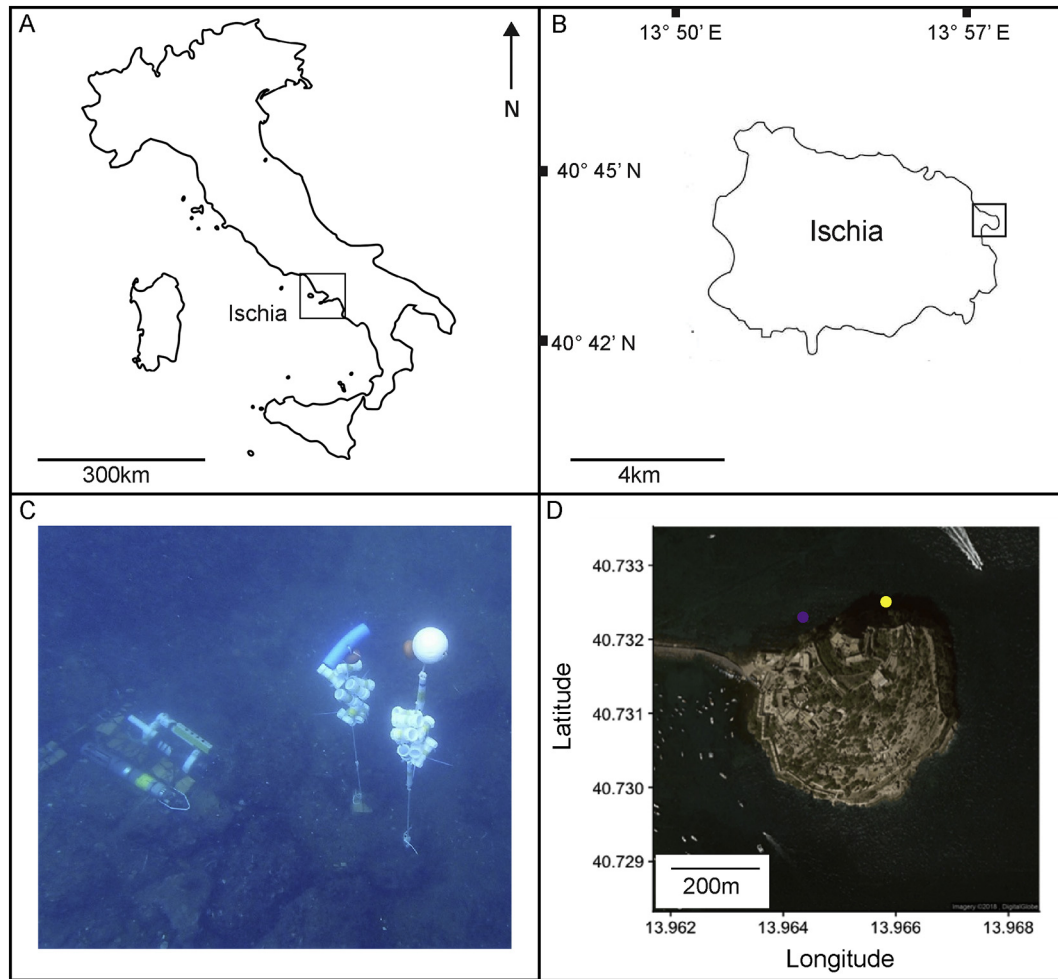 A
N
Ischia
300km
B
13° 50' E
13° 57' E
40° 45' N
Ischia
40° 42' N
4km
C
D
40.733
40.732
40.731
40.730
40.729
Latitude
200m
Imagery ©2018 , DigitalGlobe
13.962
13.964
13.966
13.968
Longitude